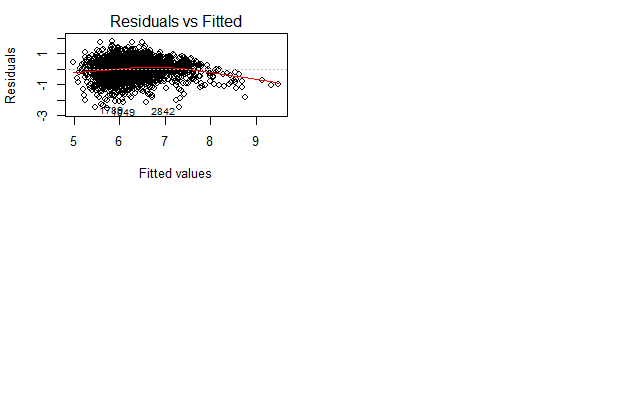 Residuals vs Fitted
Residuals
1
-1
-3
2842
5 6 7 8 9
Fitted values